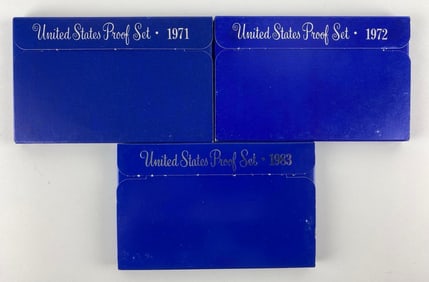 United States Proof Set · 1971
United States Proof Set · 1972
United States Proof Set · 1983